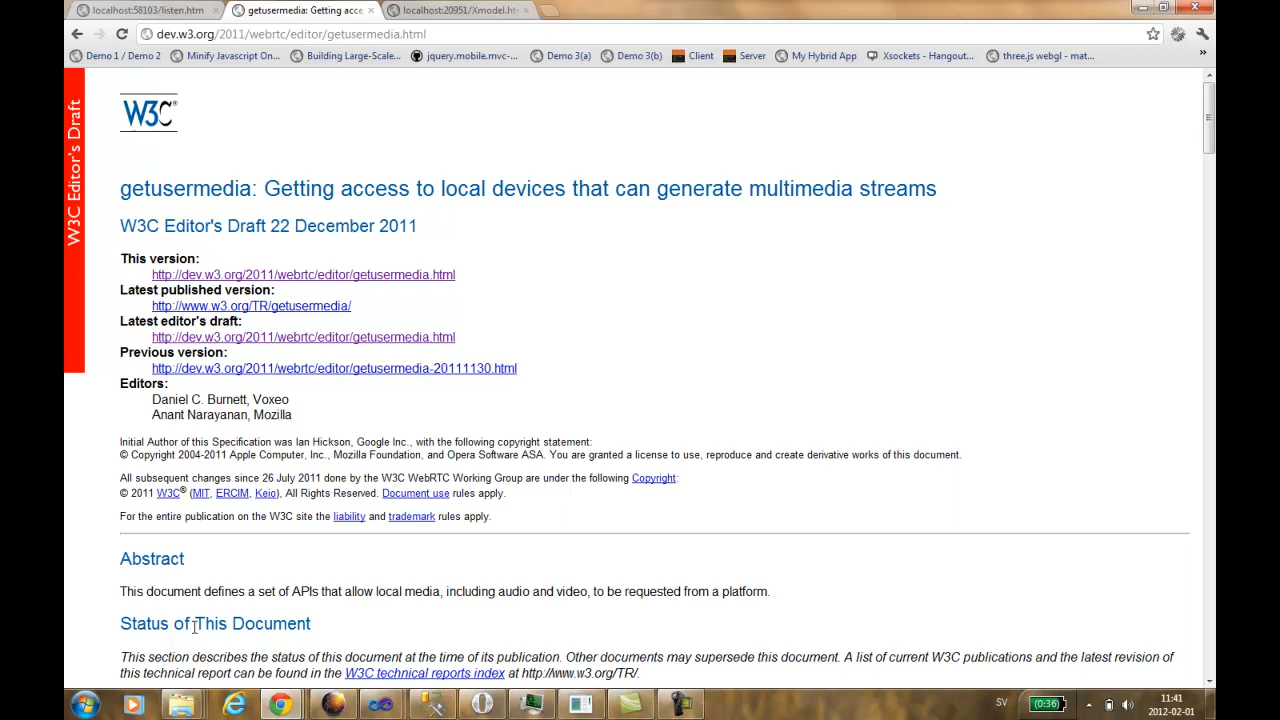 localhost:58103/listen.htm
getusermedia: Getting acce
localhost:20951/Xmodel.ht
dev.w3.org/2011/webrtc/editor/getusermedia.html
Demo 1 / Demo 2
Minify Javascript On...
Building Large-Scale...
jquery.mobile.mvc-...
Demo 3(a)
Demo 3(b)
Client
Server
My Hybrid App
Xsockets - Hangout...
three.js webgl - mat...
W3C Editor's Draft
W3C®
getusermedia: Getting access to local devices that can generate multimedia streams
W3C Editor's Draft 22 December 2011
This version:
http://dev.w3.org/2011/webrtc/editor/getusermedia.html
Latest published version:
http://www.w3.org/TR/getusermedia/
Latest editor's draft:
http://dev.w3.org/2011/webrtc/editor/getusermedia.html
Previous version:
http://dev.w3.org/2011/webrtc/editor/getusermedia-20111130.html
Editors:
Daniel C. Burnett, Voxeo
Anant Narayanan, Mozilla
Initial Author of this Specification was Ian Hickson, Google Inc., with the following copyright statement:
© Copyright 2004-2011 Apple Computer, Inc., Mozilla Foundation, and Opera Software ASA. You are granted a license to use, reproduce and create derivative works of this document.
All subsequent changes since 26 July 2011 done by the W3C WebRTC Working Group are under the following Copyright:
© 2011 W3C® (MIT, ERCIM, Keio), All Rights Reserved. Document use rules apply.
For the entire publication on the W3C site the liability and trademark rules apply.
Abstract
This document defines a set of APIs that allow local media, including audio and video, to be requested from a platform.
Status of This Document
This section describes the status of this document at the time of its publication. Other documents may supersede this document. A list of current W3C publications and the latest revision of
this technical report can be found in the W3C technical reports index at http://www.w3.org/TR/.
SV
(0:36)
11:41
2012-02-01